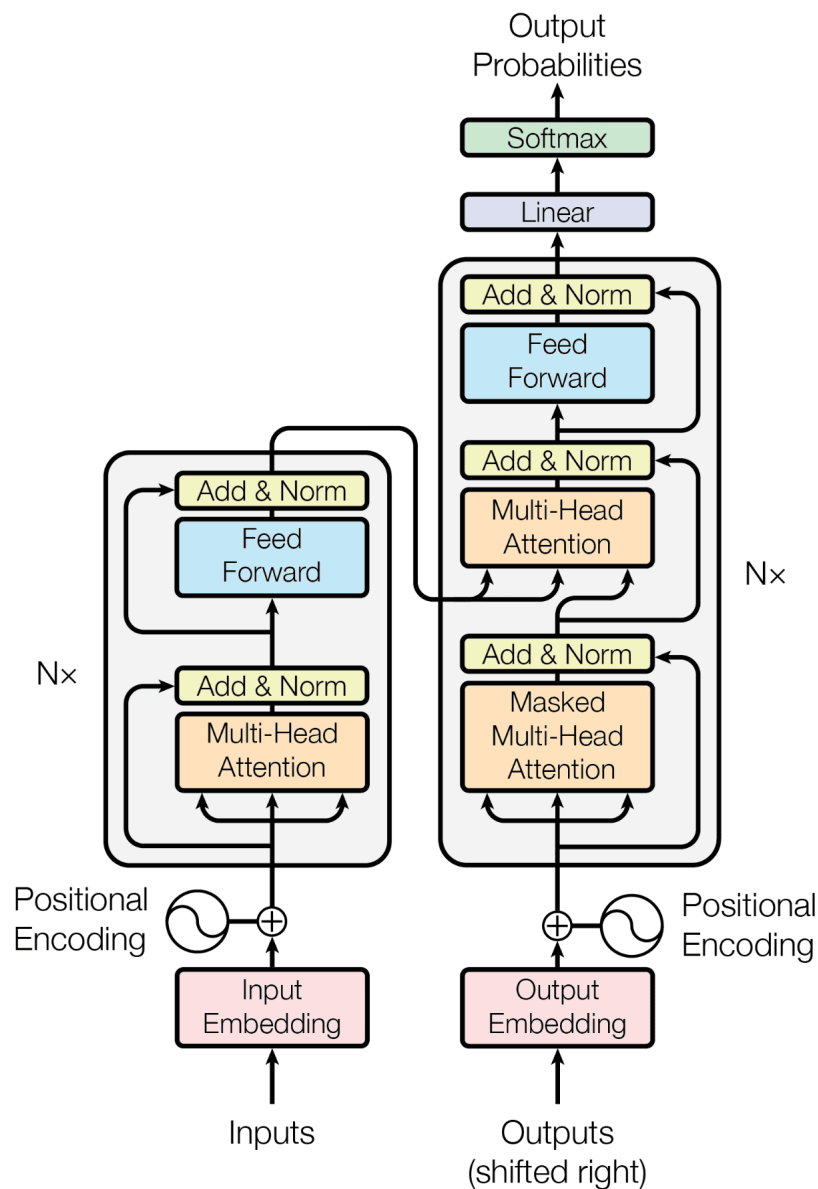 Output
Probabilities
Softmax
Linear
Add & Norm
Feed
Forward
Add & Norm
Multi-Head
Attention
Add & Norm
Masked
Multi-Head
Attention
N×
Add & Norm
Feed
Forward
Add & Norm
Multi-Head
Attention
N×
Positional
Encoding
Positional
Encoding
Input
Embedding
Output
Embedding
Inputs
Outputs
(shifted right)